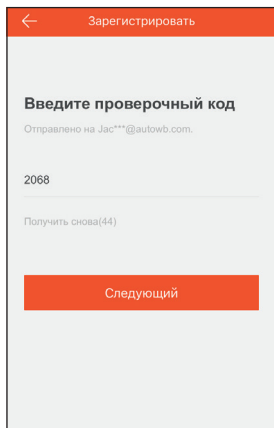 Зарегистрировать
Введите проверочный код
Отправлено на Jac***@autowb.com.
2068
Получить снова(44)
Следующий